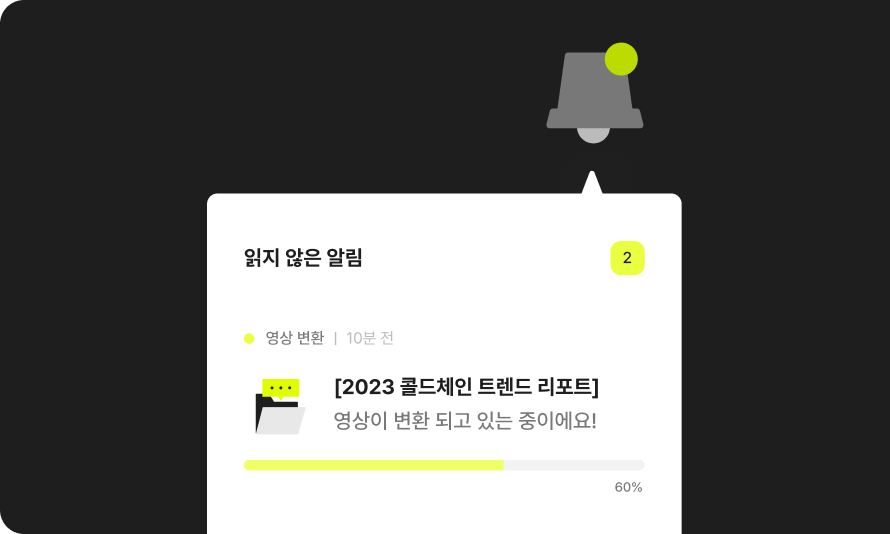 읽지 않은 알림
2
영상 변환 | 10분 전
[2023 콜드체인 트렌드 리포트]
영상이 변환 되고 있는 중이에요!
60%